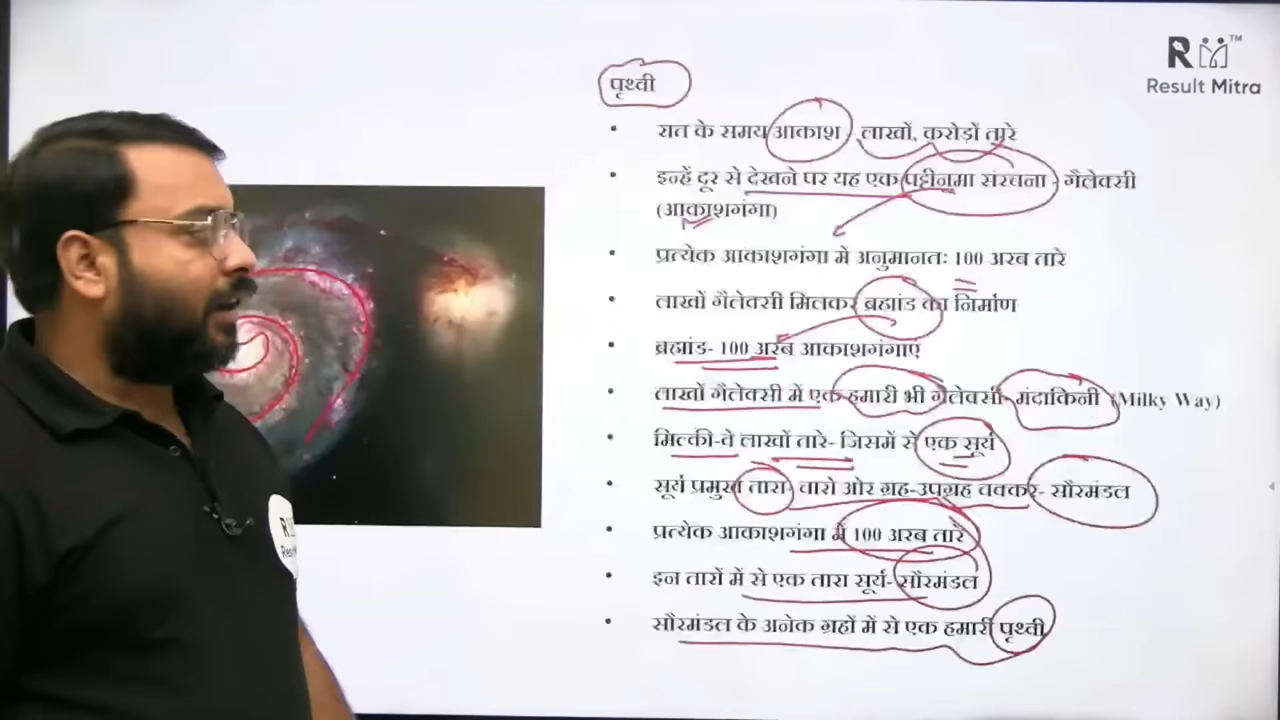 R TM
Result Mitra
पृथ्वी
• रात के समय आकाश - लाखों, करोड़ों तारे
• इन्हें दूर से देखने पर यह एक पट्टीनुमा संरचना - गैलेक्सी
(आकाशगंगा)
• प्रत्येक आकाशगंगा में अनुमानतः 100 अरब तारे
• लाखों गैलेक्सी मिलकर ब्रह्मांड का निर्माण
• ब्रह्मांड- 100 अरब आकाशगंगाएं
• लाखों गैलेक्सी में एक हमारी भी गैलेक्सी- मंदाकिनी (Milky Way)
• मिल्की-वे लाखों तारे- जिसमें से एक सूर्य
• सूर्य प्रमुख तारा- चारो ओर ग्रह-उपग्रह चक्कर- सौरमंडल
• प्रत्येक आकाशगंगा में 100 अरब तारे
• इन तारों में से एक तारा सूर्य- सौरमंडल
• सौरमंडल के अनेक ग्रहों में से एक हमारी पृथ्वी